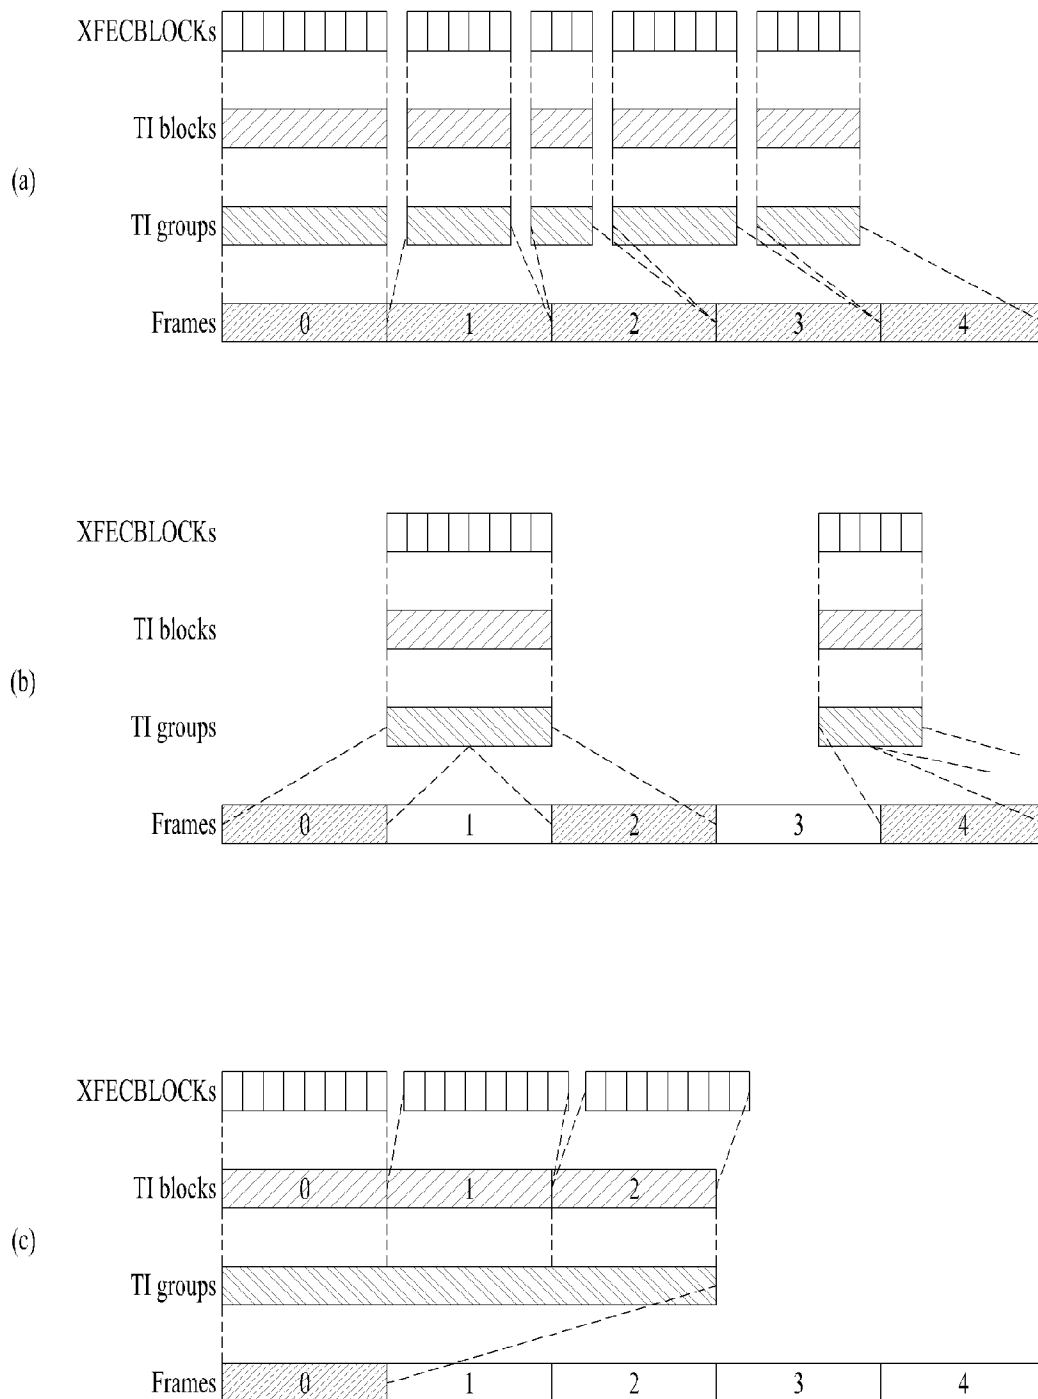 XFECBLOCKs
TI blocks
(a)
TI groups
Frames 0 1 2 3 4
XFECBLOCKs
TI blocks
(b)
TI groups
Frames 0 1 2 3 4
XFECBLOCKs
TI blocks 0 1 2
(c)
TI groups
Frames 0 1 2 3 4